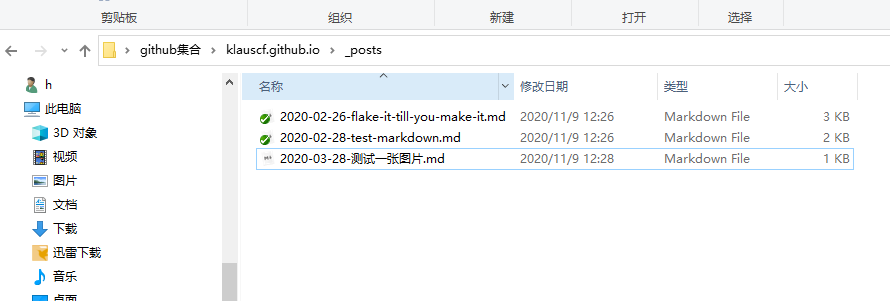 剪贴板 组织 新建 打开 选择
github集合 klauscf.github.io _posts
h
此电脑
3D 对象
视频
图片
文档
下载
迅雷下载
音乐
桌面
名称 修改日期 类型 大小
2020-02-26-flake-it-till-you-make-it.md 2020/11/9 12:26 Markdown File 3 KB
2020-02-28-test-markdown.md 2020/11/9 12:26 Markdown File 2 KB
2020-03-28-测试一张图片.md 2020/11/9 12:28 Markdown File 1 KB